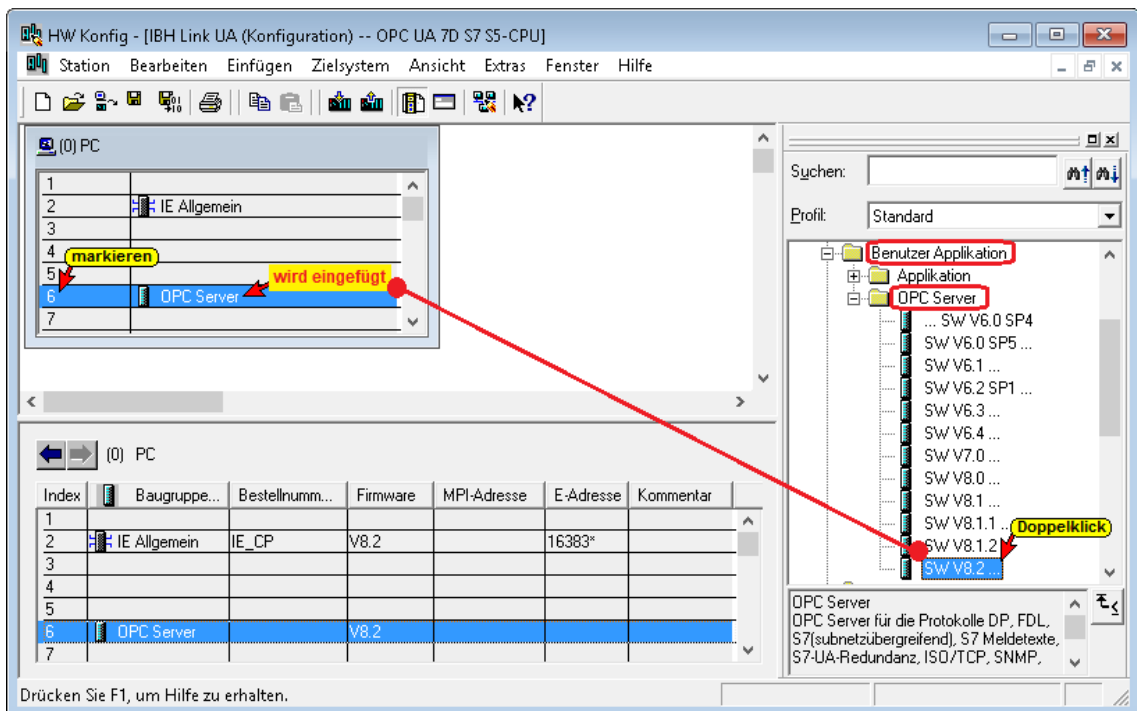 HW Konfig - [IBH Link UA (Konfiguration) -- OPC UA 7D S7 S5-CPU]
Station Bearbeiten Einfügen Zielsystem Ansicht Extras Fenster Hilfe
(0) PC
1
2 IE Allgemein
3
4
markieren
5
wird eingefügt
6 OPC Server
7
Suchen:
Profil: Standard
Benutzer Applikation
Applikation
OPC Server
... SW V6.0 SP4
SW V6.0 SP5 ...
SW V6.1 ...
SW V6.2 SP1 ...
SW V6.3 ...
SW V6.4 ...
SW V7.0 ...
SW V8.0 ...
SW V8.1 ...
SW V8.1.1 ...
Doppelklick
SW V8.1.2
SW V8.2 ...
(0) PC
Index Baugruppe... Bestellnumm... Firmware MPI-Adresse E-Adresse Kommentar
1
2 IE Allgemein IE_CP V8.2 16383*
3
4
5
6 OPC Server V8.2
7
OPC Server
OPC Server für die Protokolle DP, FDL,
S7(subnetzübergreifend), S7 Meldetexte,
S7-UA-Redundanz, ISO/TCP, SNMP,
Drücken Sie F1, um Hilfe zu erhalten.